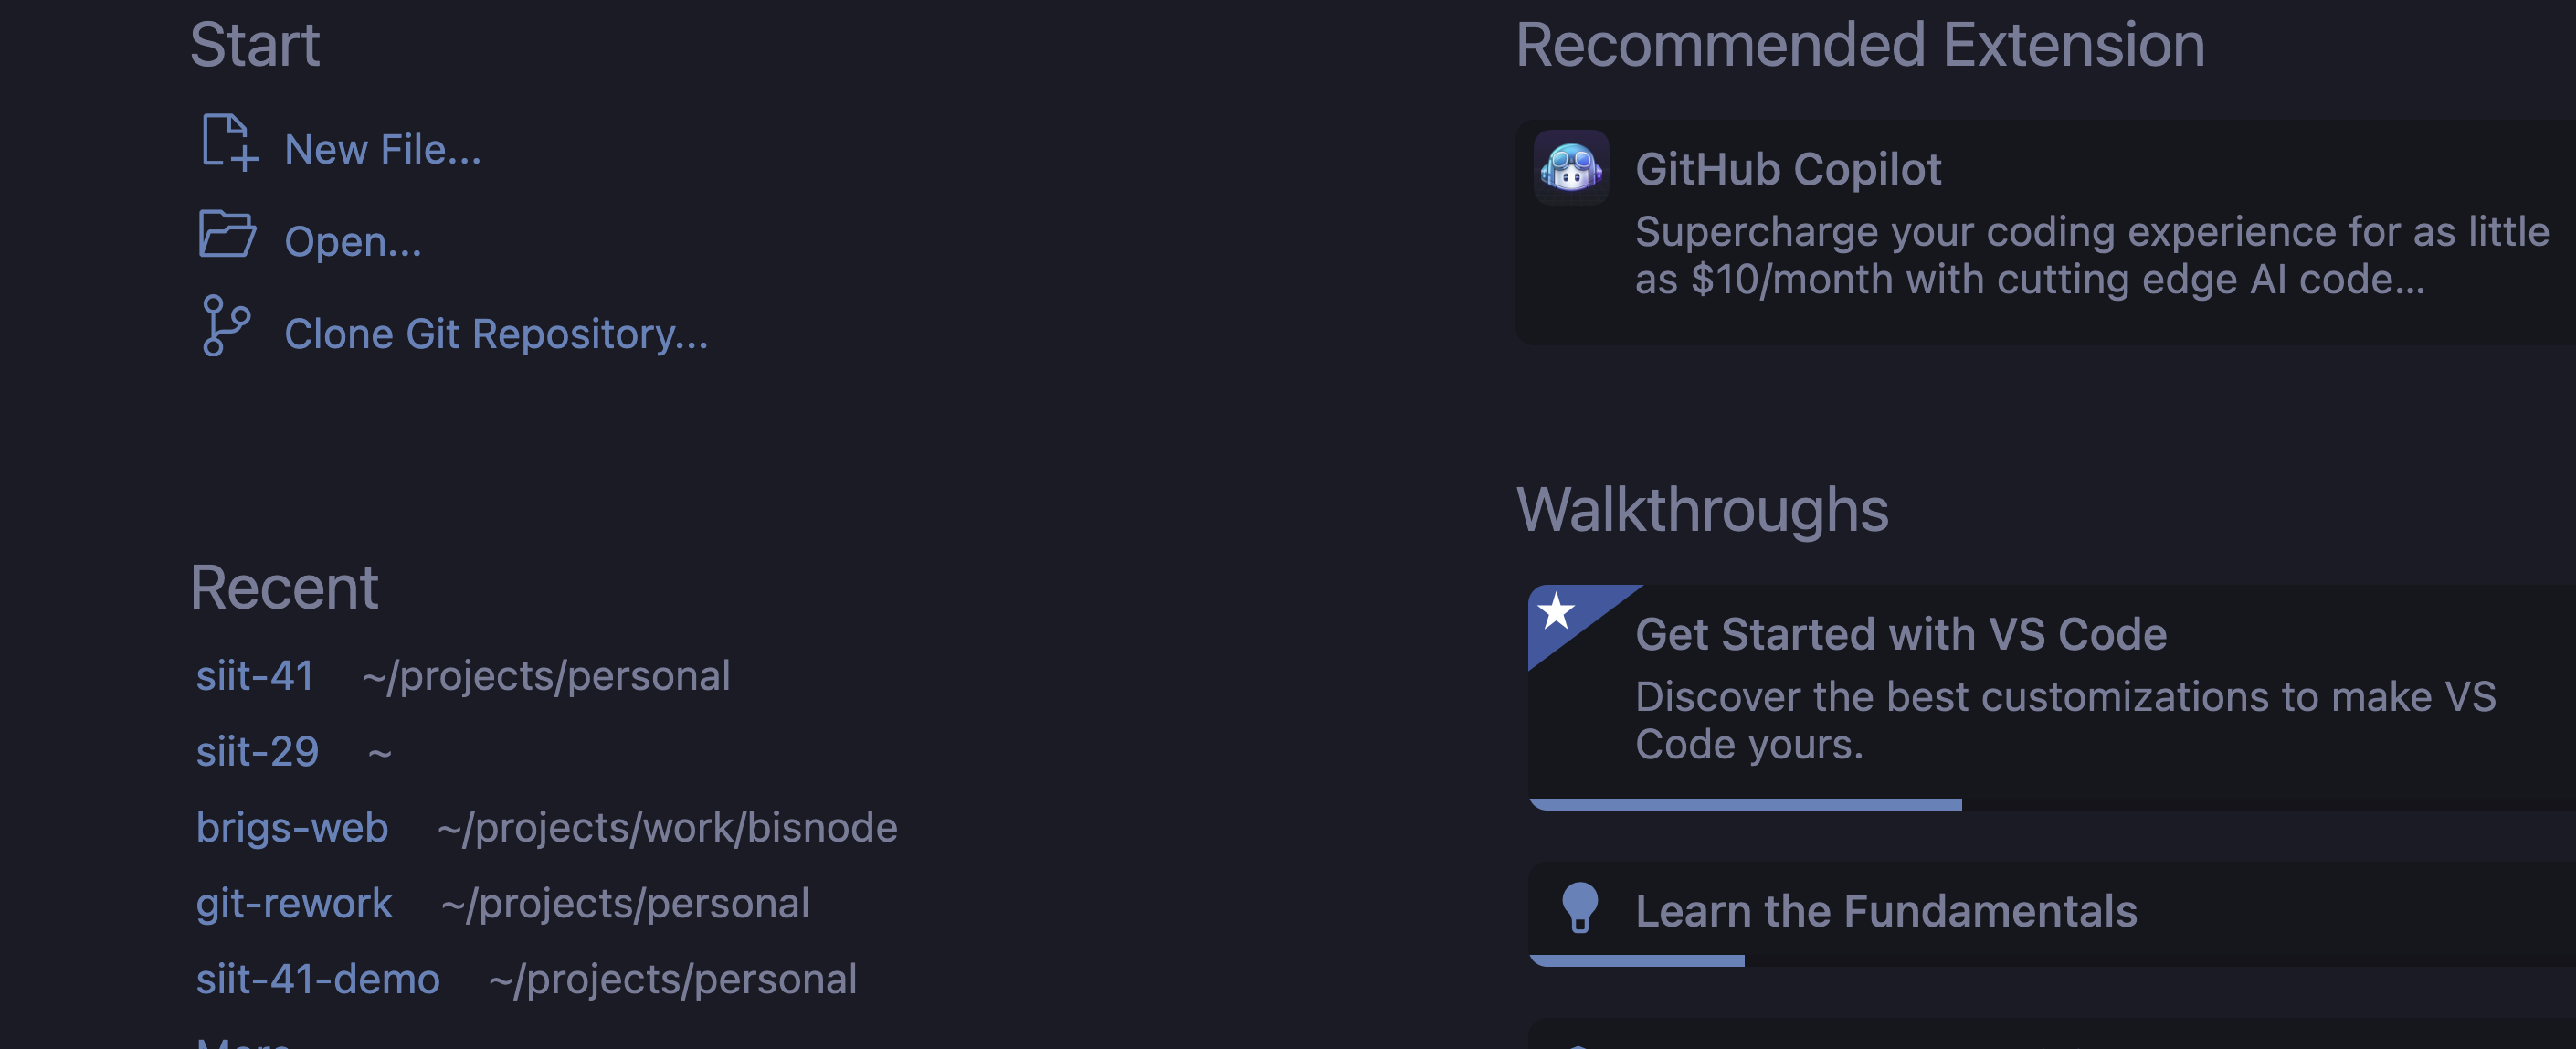 Start
New File...
Open...
Clone Git Repository...
Recent
siit-41 ~/projects/personal
siit-29 ~
brigs-web ~/projects/work/bisnode
git-rework ~/projects/personal
siit-41-demo ~/projects/personal
Recommended Extension
GitHub Copilot
Supercharge your coding experience for as little
as $10/month with cutting edge AI code...
Walkthroughs
Get Started with VS Code
Discover the best customizations to make VS
Code yours.
Learn the Fundamentals